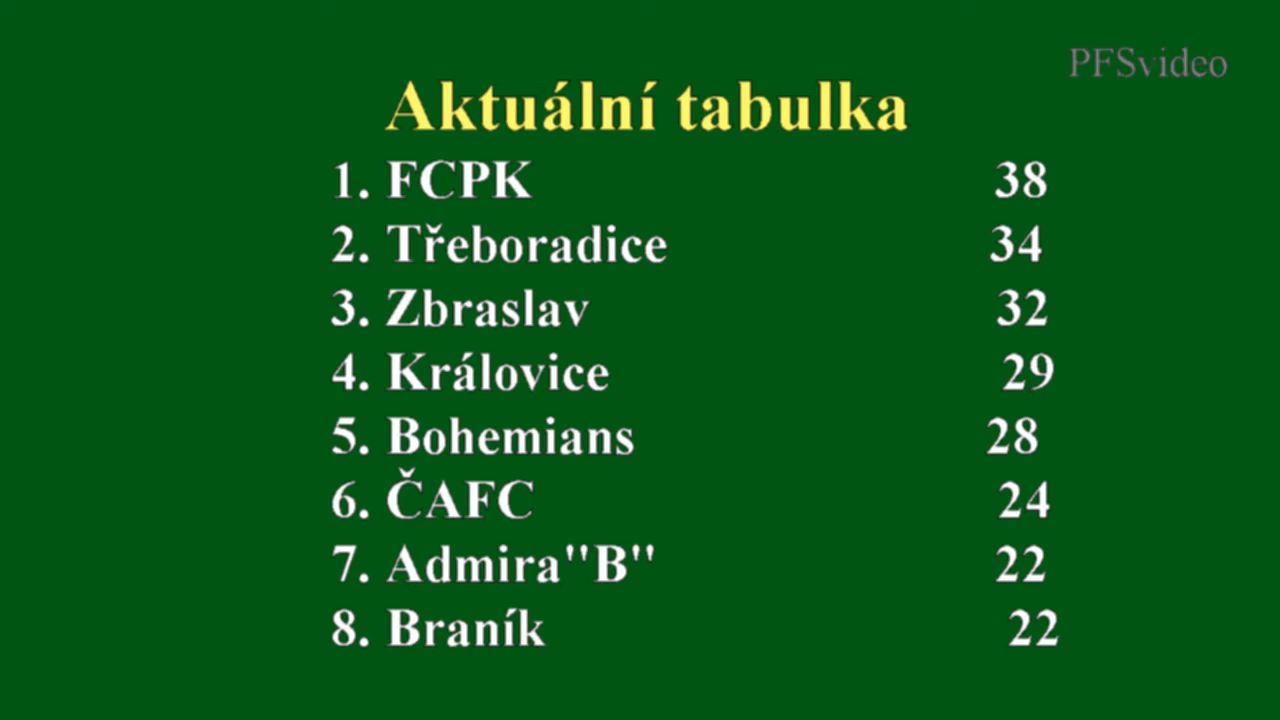 PFSvideo
Aktuální tabulka
1. FCPK 38
2. Třeboradice 34
3. Zbraslav 32
4. Královice 29
5. Bohemians 28
6. ČAFC 24
7. Admira"B" 22
8. Braník 22